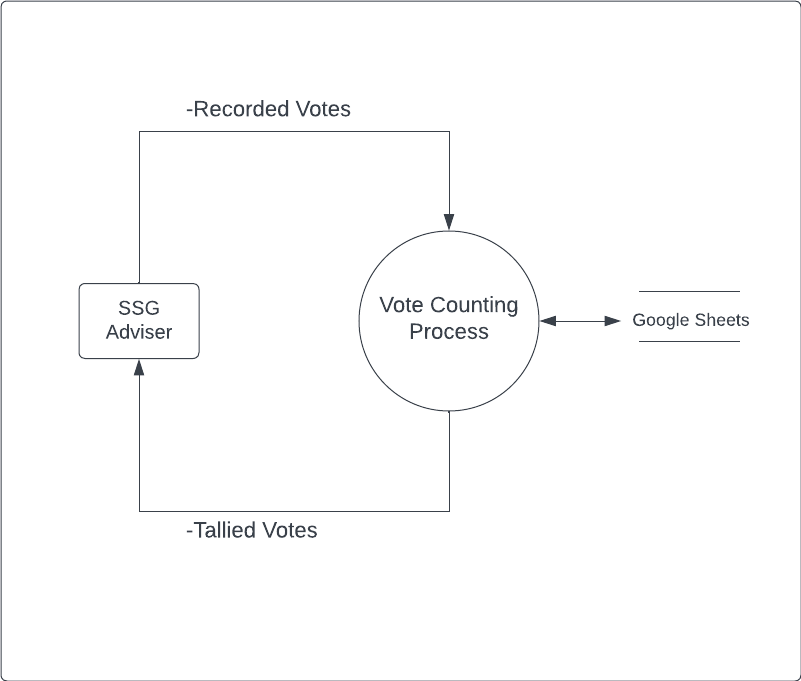 -Recorded Votes
SSG
Adviser
Vote Counting
Process
Google Sheets
-Tallied Votes